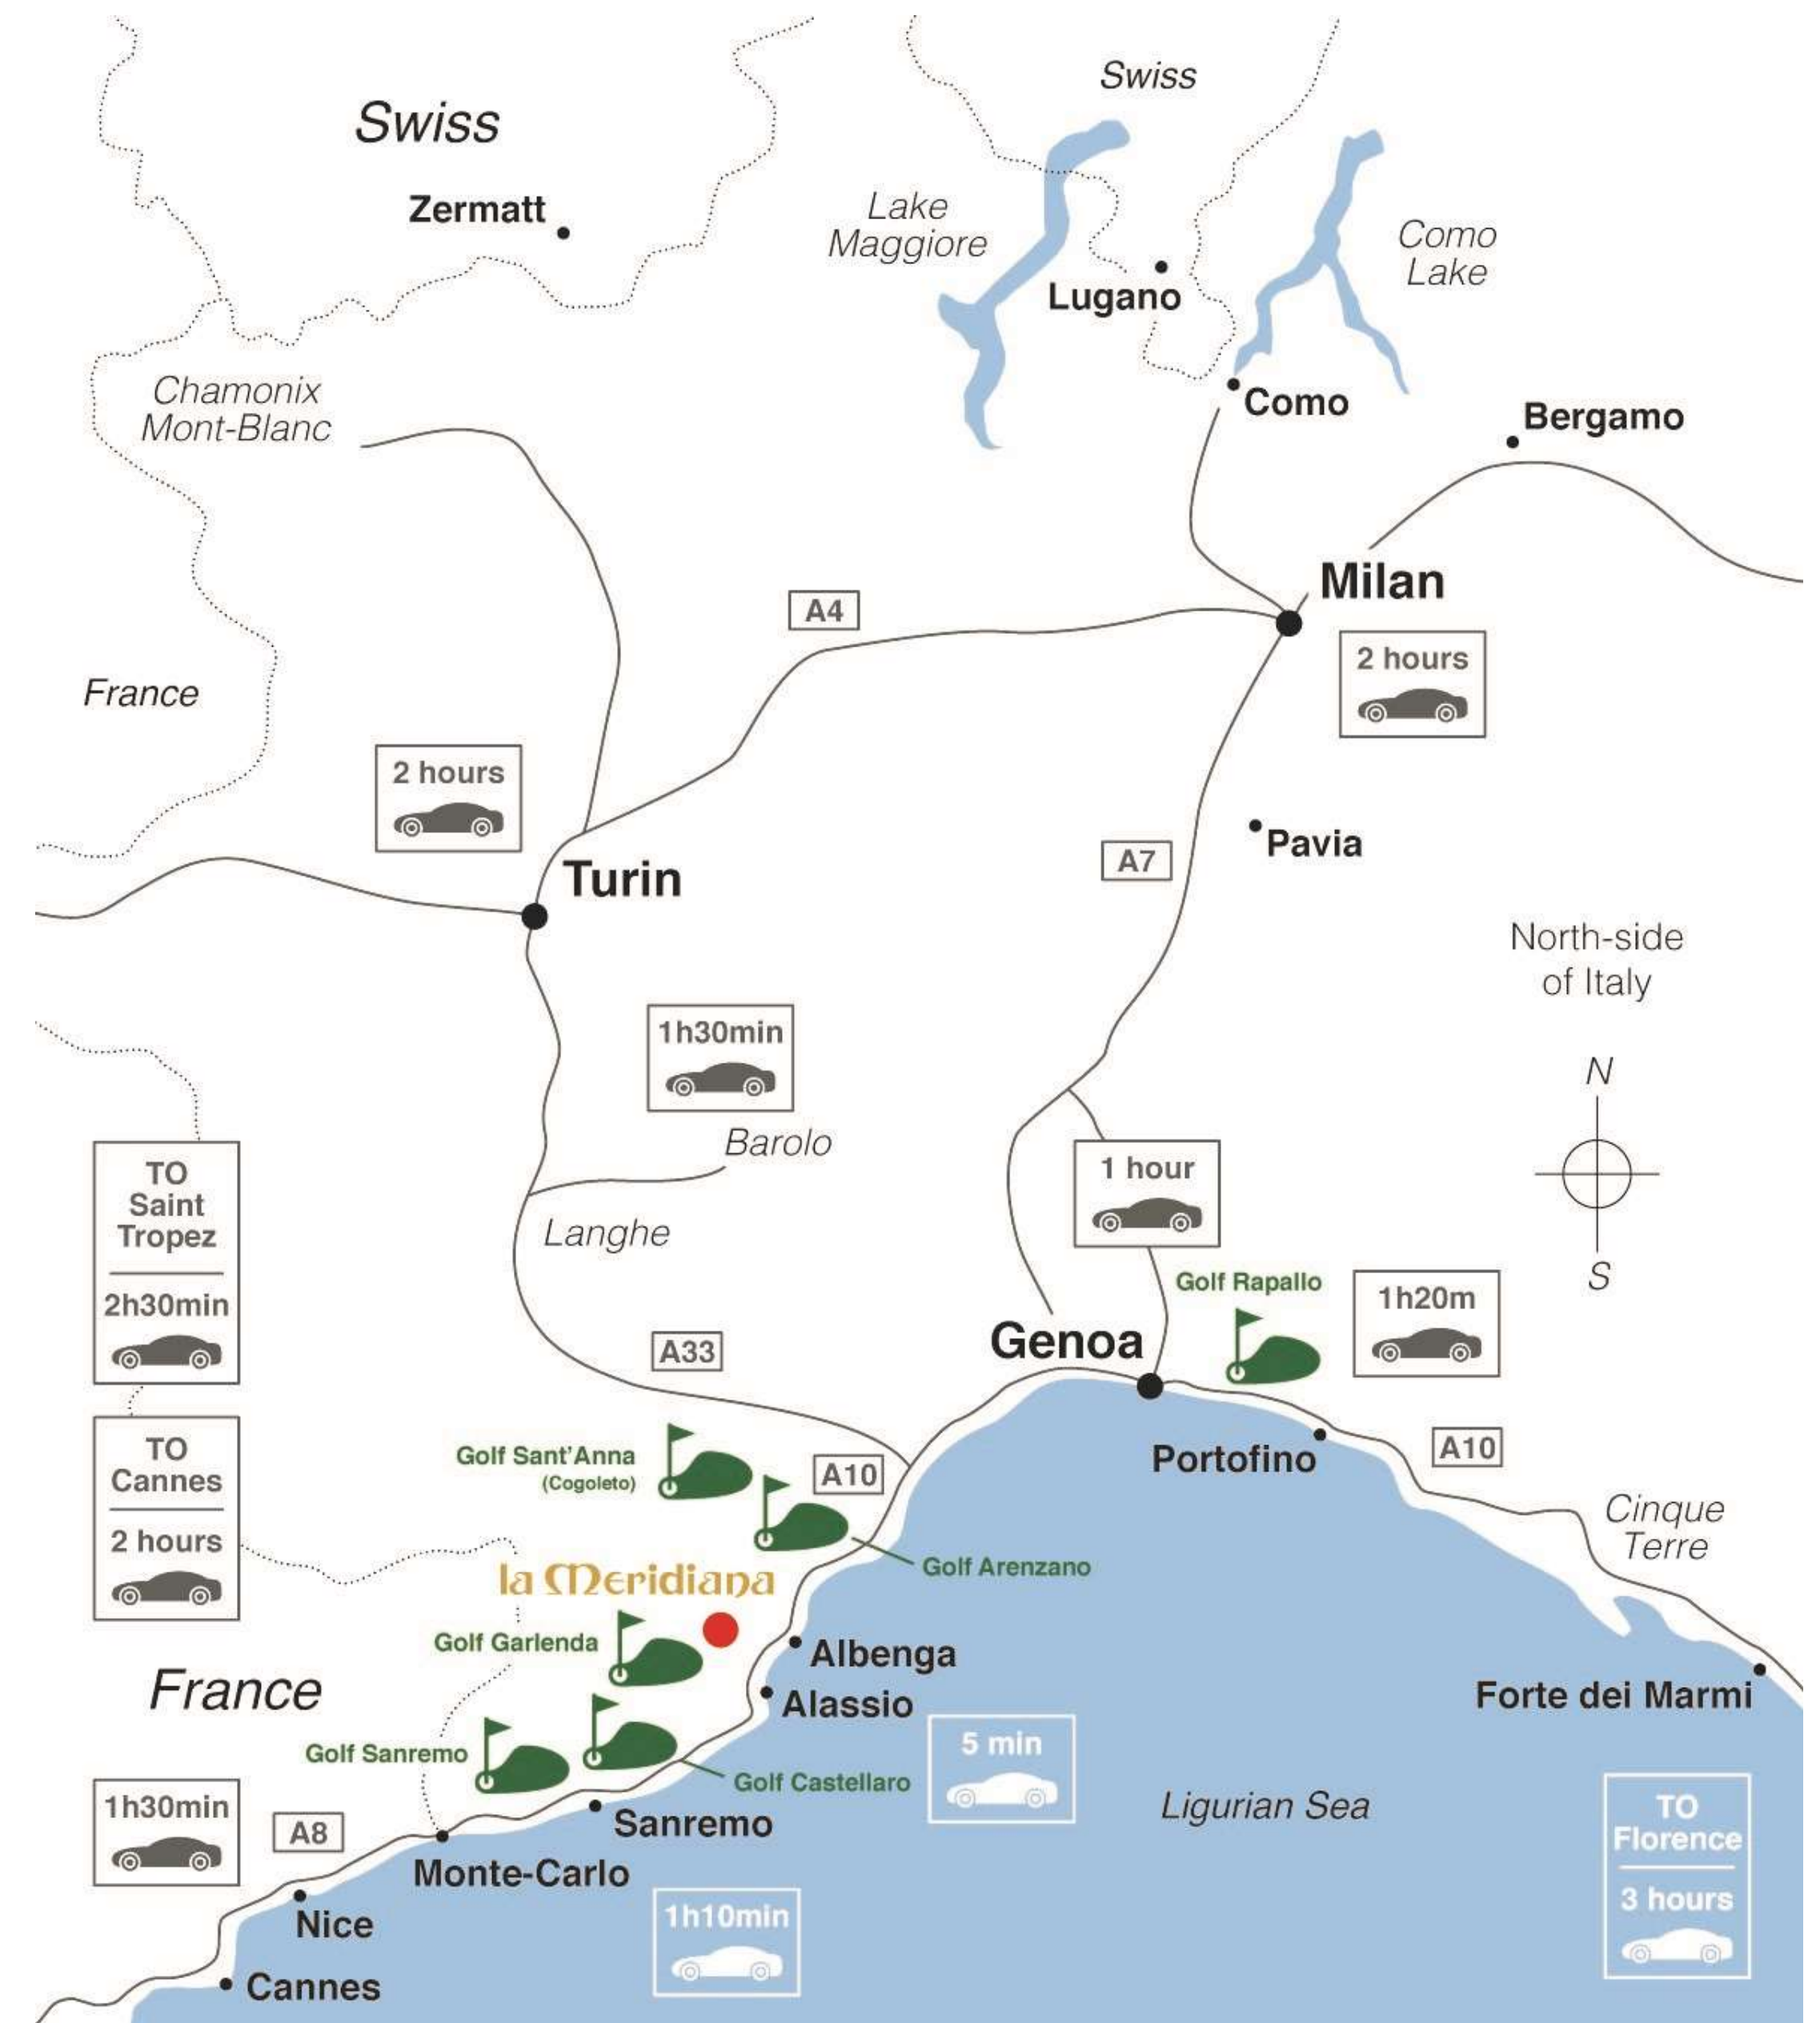 Swiss
Swiss
Zermatt
Lake
Maggiore
Como
Lake
Lugano
Chamonix
Mont-Blanc
Como
Bergamo
Milan
A4
2 hours
France
2 hours
Turin
A7
Pavia
North-side
of Italy
1h30min
N
Barolo
S
TO
Saint
Tropez
2h30min
1 hour
Langhe
Golf Rapallo
1h20m
Genoa
A33
TO
Cannes
2 hours
Golf Sant'Anna
(Cogoleto)
A10
Portofino
A10
Cinque
Terre
Golf Arenzano
la Meridiana
Golf Garlenda
Albenga
France
Alassio
Forte dei Marmi
5 min
Golf Sanremo
Golf Castellaro
Ligurian Sea
TO
Florence
3 hours
1h30min
A8
Sanremo
Monte-Carlo
1h10min
Nice
Cannes